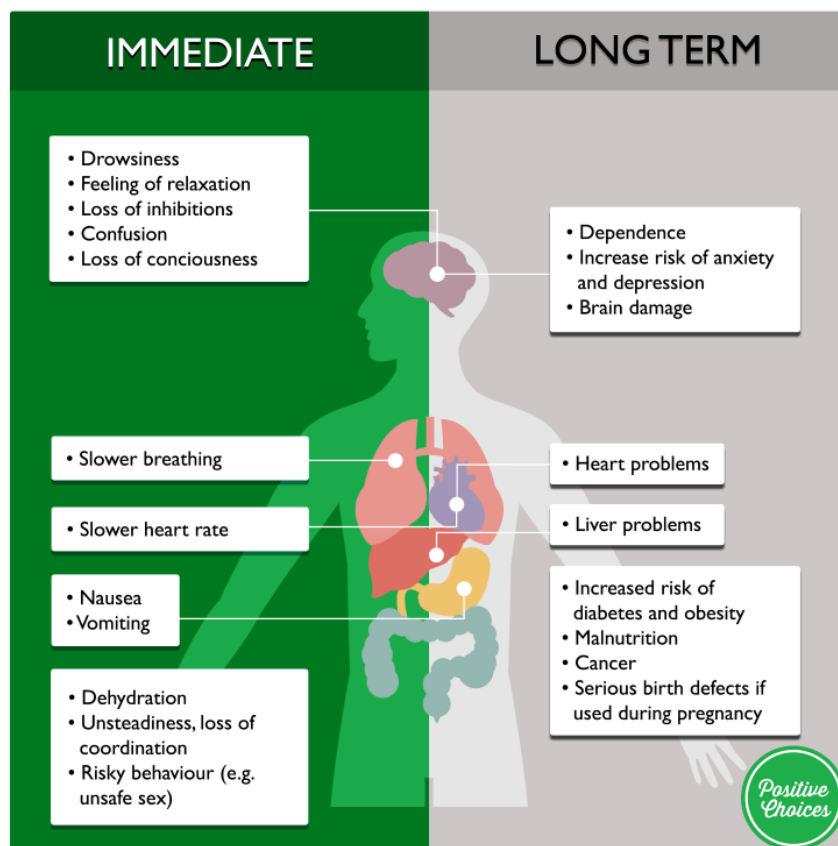 IMMEDIATE
• Drowsiness
• Feeling of relaxation
• Loss of inhibitions
• Confusion
• Loss of conciousness
• Slower breathing
• Slower heart rate
• Nausea
• Vomiting
• Dehydration
• Unsteadiness, loss of
coordination
• Risky behaviour (e.g.
unsafe sex)
LONG TERM
• Dependence
• Increase risk of anxiety
and depression
• Brain damage
• Heart problems
• Liver problems
• Increased risk of
diabetes and obesity
• Malnutrition
• Cancer
• Serious birth defects if
used during pregnancy
Positive
Choices